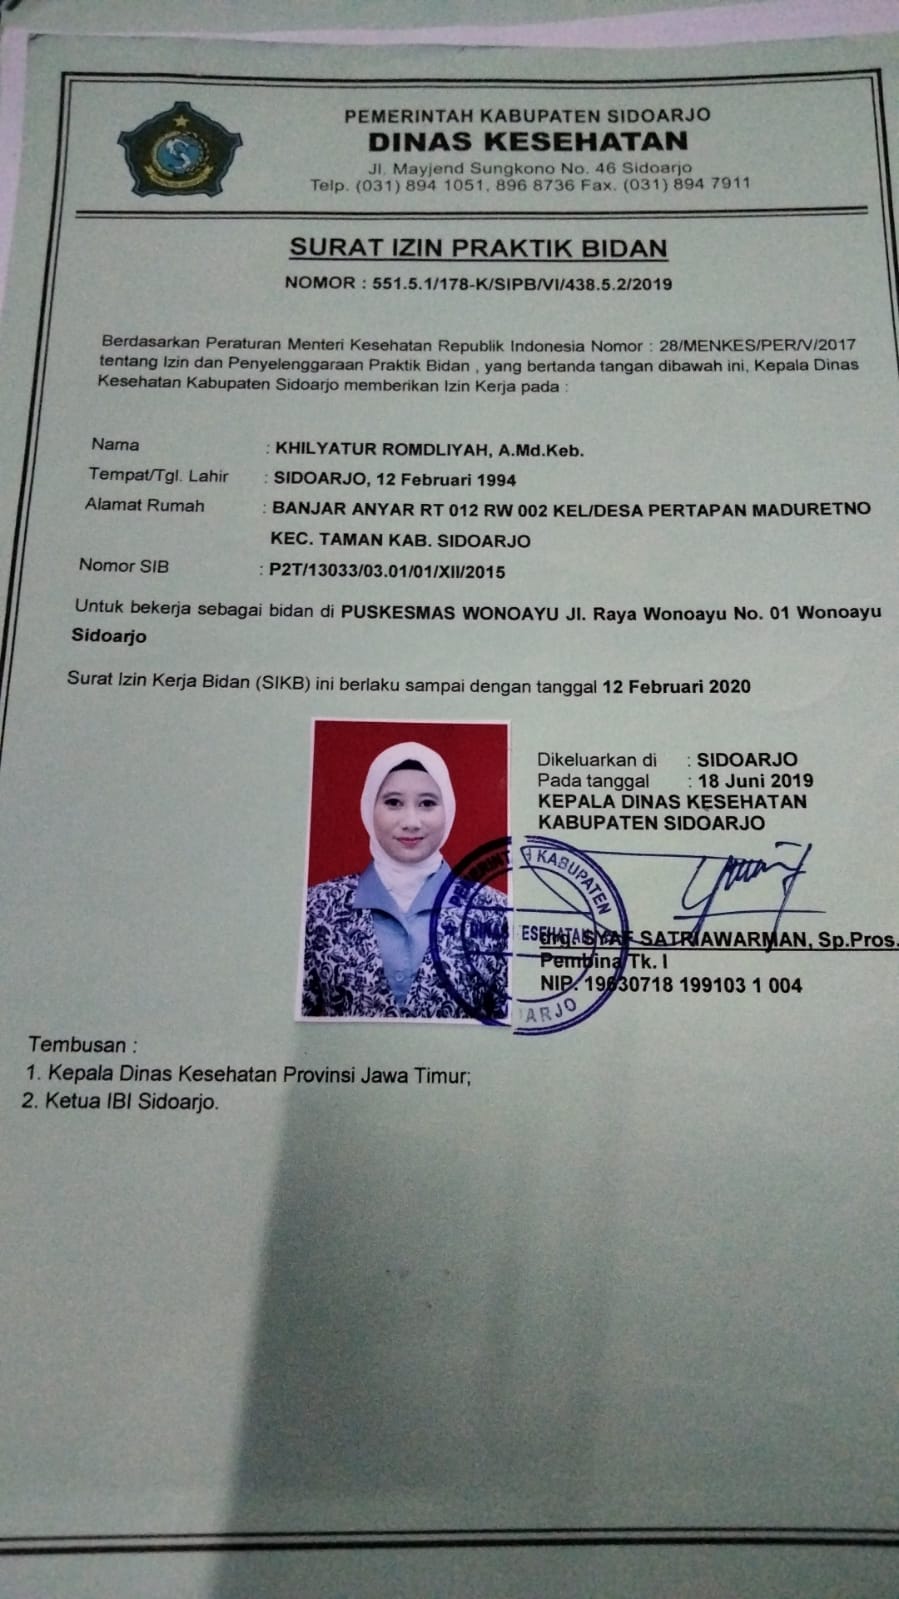 PEMERINTAH KABUPATEN SIDOARJO
DINAS KESEHATAN
Jl. Mayjend Sungkono No. 46 Sidoarjo
Telp. (031) 894 1051, 896 8736 Fax. (031) 894 7911
SURAT IZIN PRAKTIK BIDAN
NOMOR : 551.5.1/178-K/SIPB/VI/438.5.2/2019
Berdasarkan Peraturan Menteri Kesehatan Republik Indonesia Nomor : 28/MENKES/PER/V/2017
tentang Izin dan Penyelenggaraan Praktik Bidan , yang bertanda tangan dibawah ini, Kepala Dinas
Kesehatan Kabupaten Sidoarjo memberikan Izin Kerja pada :
Nama : KHILYATUR ROMDLIYAH, A.Md.Keb.
Tempat/Tgl. Lahir : SIDOARJO, 12 Februari 1994
Alamat Rumah : BANJAR ANYAR RT 012 RW 002 KEL/DESA PERTAPAN MADURETNO
KEC. TAMAN KAB. SIDOARJO
Nomor SIB : P2T/13033/03.01/01/XII/2015
Untuk bekerja sebagai bidan di PUSKESMAS WONOAYU Jl. Raya Wonoayu No. 01 Wonoayu
Sidoarjo
Surat Izin Kerja Bidan (SIKB) ini berlaku sampai dengan tanggal 12 Februari 2020
Dikeluarkan di : SIDOARJO
Pada tanggal : 18 Juni 2019
KEPALA DINAS KESEHATAN
KABUPATEN SIDOARJO
PEMERINTAH KABUPATEN
DINAS KESEHATAN
SIDOARJO
drg. SYAF SATRIAWARMAN, Sp.Pros.
Pembina Tk. I
NIP. 19630718 199103 1 004
Tembusan :
1. Kepala Dinas Kesehatan Provinsi Jawa Timur;
2. Ketua IBI Sidoarjo.